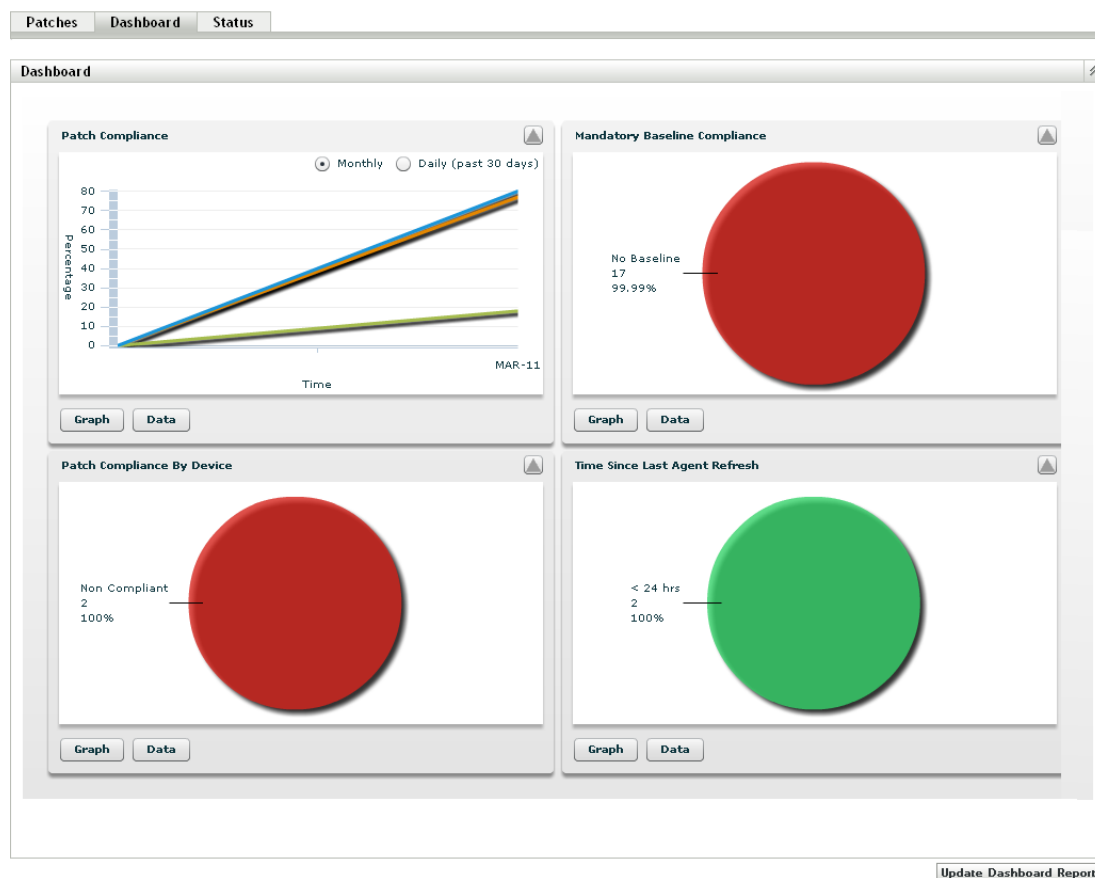 Patches Dashboard Status
Dashboard
Patch Compliance
Monthly Daily (past 30 days)
80
70
60
50
40
30
20
10
0
Percentage
MAR-11
Time
Graph Data
Mandatory Baseline Compliance
No Baseline
17
99.99%
Graph Data
Patch Compliance By Device
Non Compliant
2
100%
Graph Data
Time Since Last Agent Refresh
< 24 hrs
2
100%
Graph Data
Update Dashboard Report